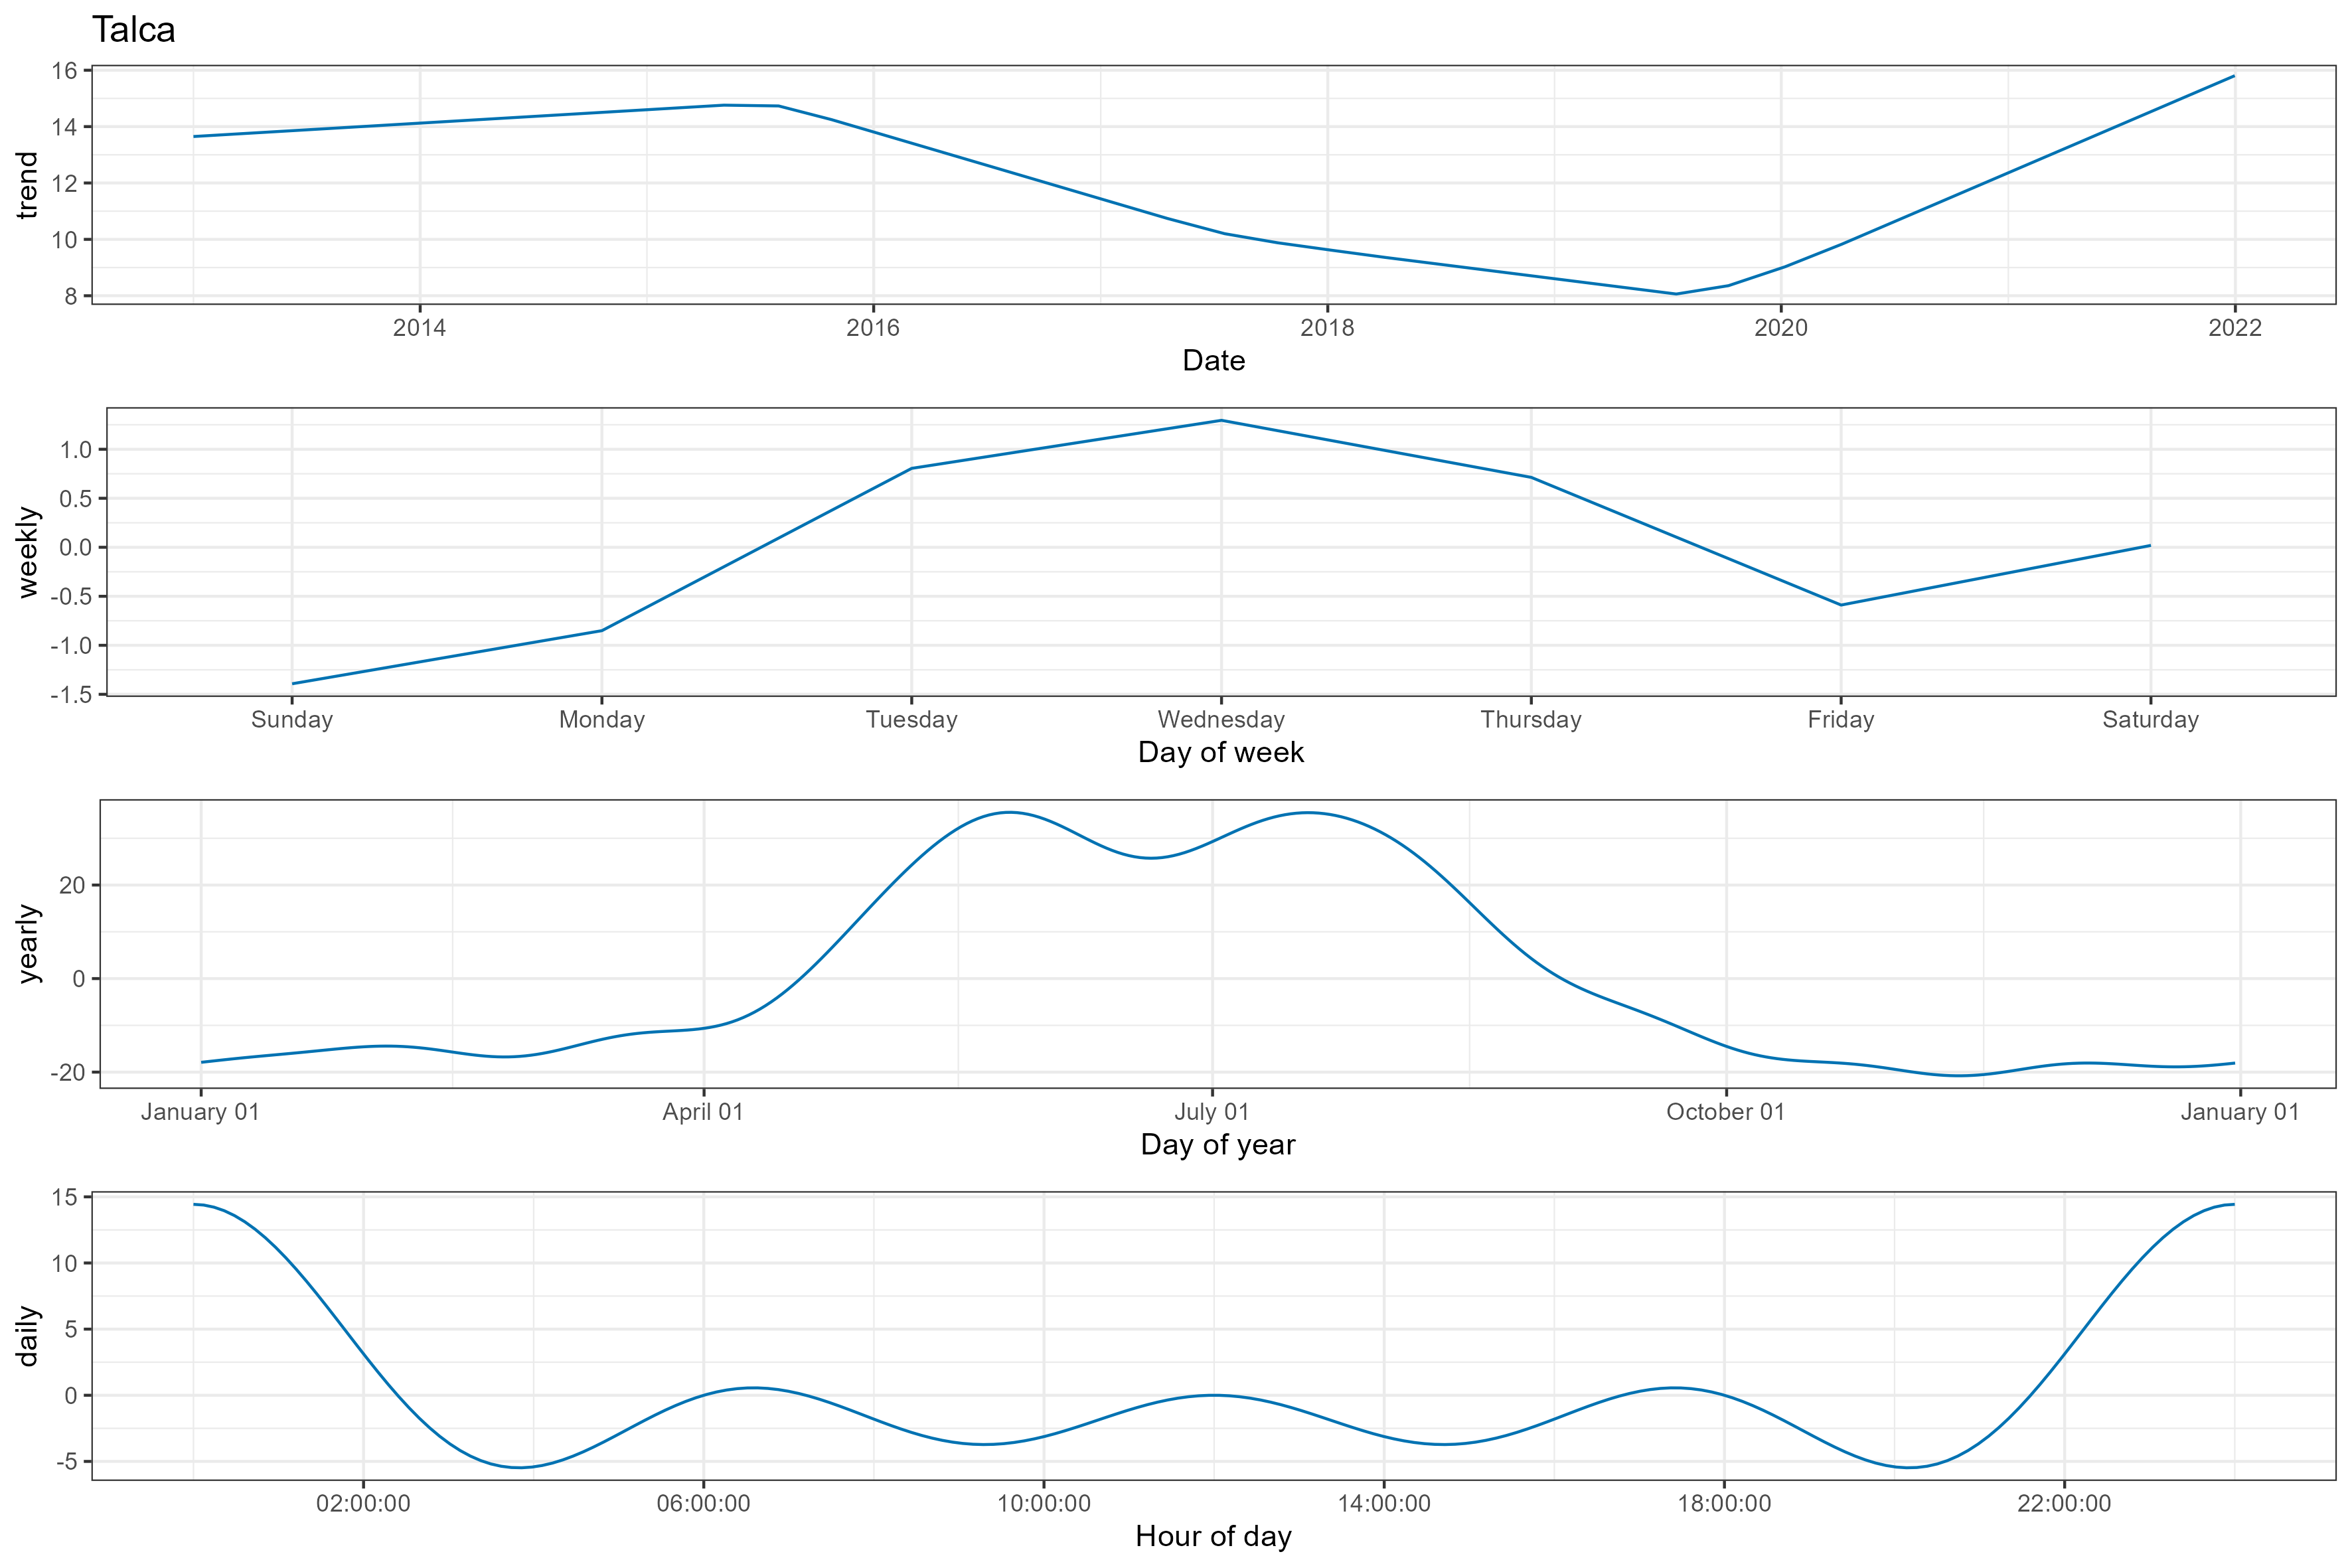 Talca
trend
16
14
12
10
8
2014 2016 2018 2020 2022
Date
weekly
1.0
0.5
0.0
-0.5
-1.0
-1.5
Sunday Monday Tuesday Wednesday Thursday Friday Saturday
Day of week
yearly
20
0
-20
January 01 April 01 July 01 October 01 January 01
Day of year
daily
15
10
5
0
-5
02:00:00 06:00:00 10:00:00 14:00:00 18:00:00 22:00:00
Hour of day